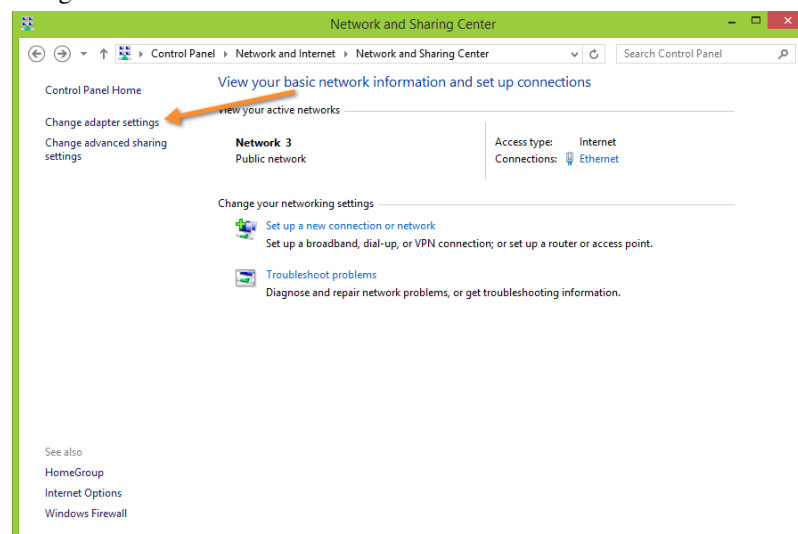 Network and Sharing Center
Control Panel Network and Internet Network and Sharing Center
Search Control Panel
Control Panel Home
Change adapter settings
Change advanced sharing
settings
View your basic network information and set up connections
View your active networks
Network 3
Public network
Access type: Internet
Connections: Ethernet
Change your networking settings
Set up a new connection or network
Set up a broadband, dial-up, or VPN connection; or set up a router or access point.
Troubleshoot problems
Diagnose and repair network problems, or get troubleshooting information.
See also
HomeGroup
Internet Options
Windows Firewall